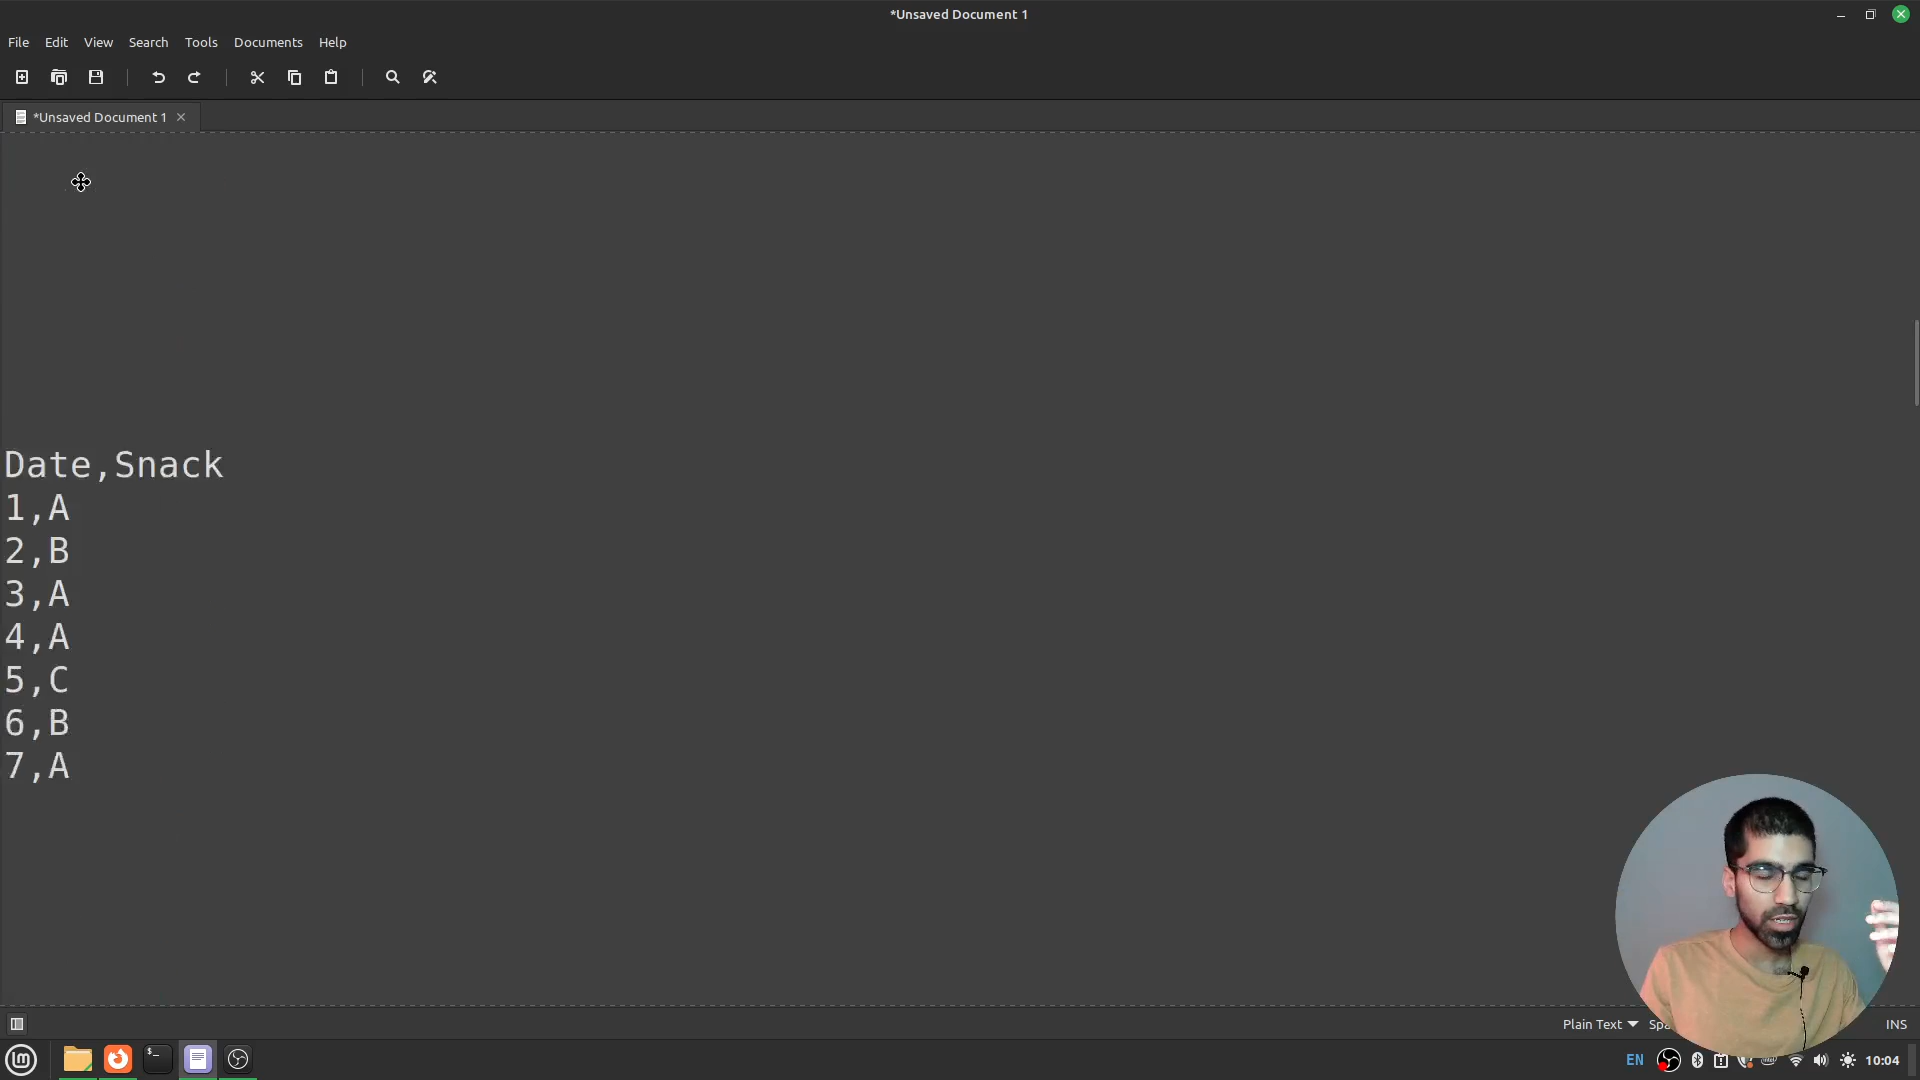 *Unsaved Document 1
File Edit View Search Tools Documents Help
*Unsaved Document 1
Date,Snack
1,A
2,B
3,A
4,A
5,C
6,B
7,A
Plain Text
INS
EN
10:04